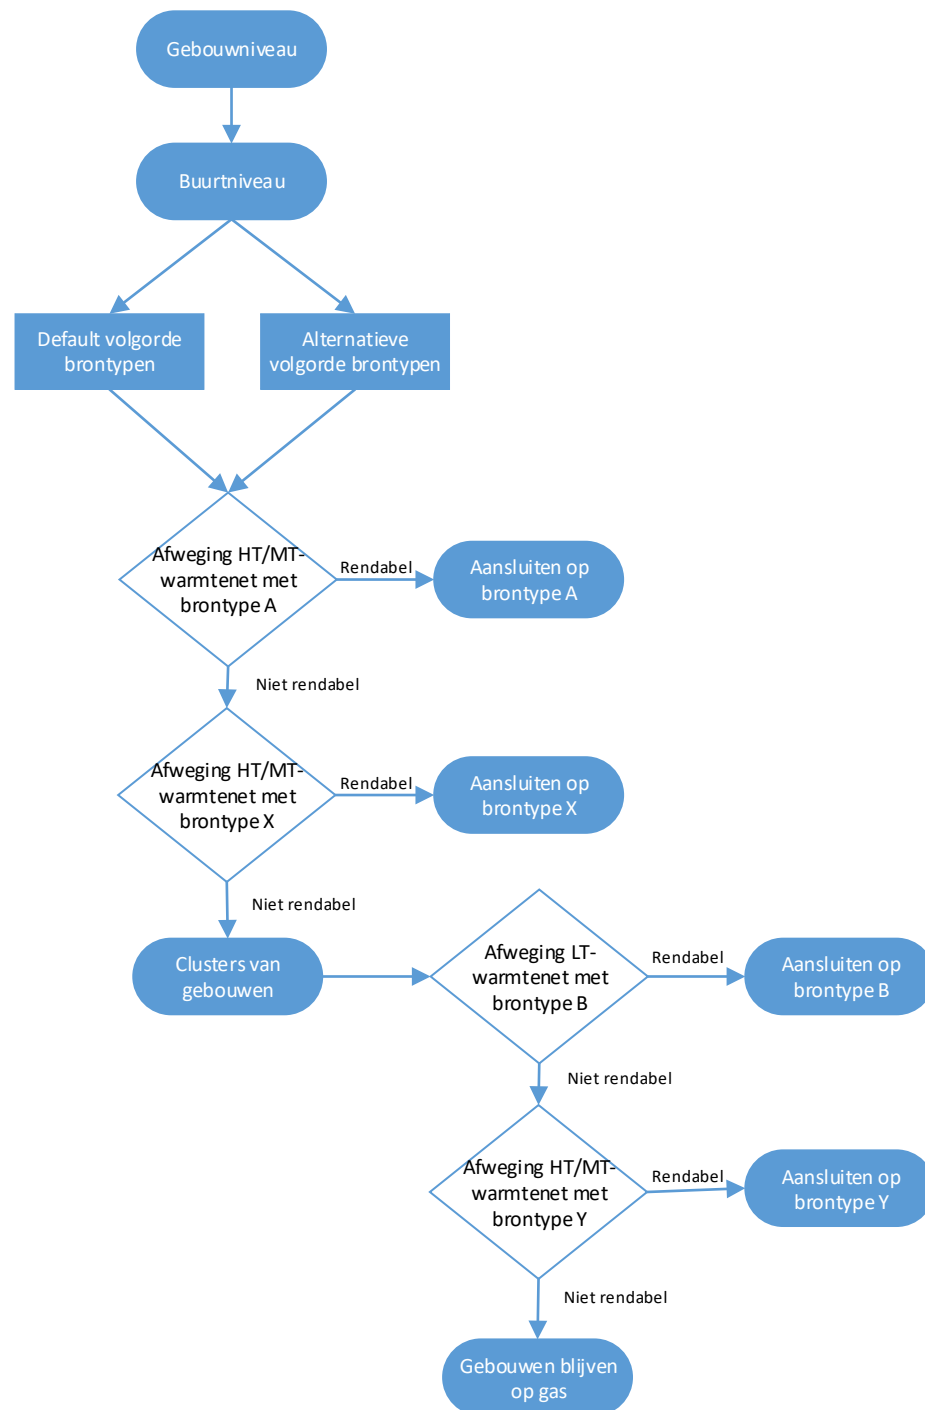 Gebouwniveau
Buurtniveau
Default volgorde
brontypen
Alternatieve
volgorde brontypen
Afweging HT/MT-
warmtenet met
brontype A
Rendabel
Aansluiten op
brontype A
Niet rendabel
Afweging HT/MT-
warmtenet met
brontype X
Rendabel
Aansluiten op
brontype X
Niet rendabel
Clusters van
gebouwen
Afweging LT-
warmtenet met
brontype B
Rendabel
Aansluiten op
brontype B
Niet rendabel
Afweging HT/MT-
warmtenet met
brontype Y
Rendabel
Aansluiten op
brontype Y
Niet rendabel
Gebouwen blijven
op gas